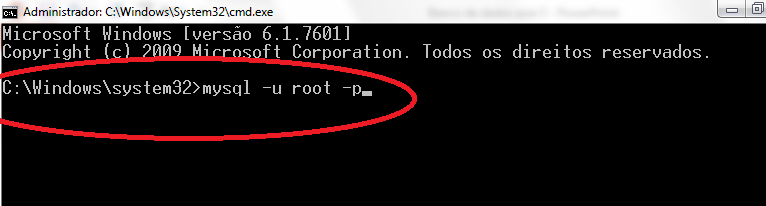 Administrador: C:\Windows\System32\cmd.exe
Microsoft Windows [versão 6.1.7601]
Copyright (c) 2009 Microsoft Corporation. Todos os direitos reservados.
C:\Windows\system32>mysql -u root -p